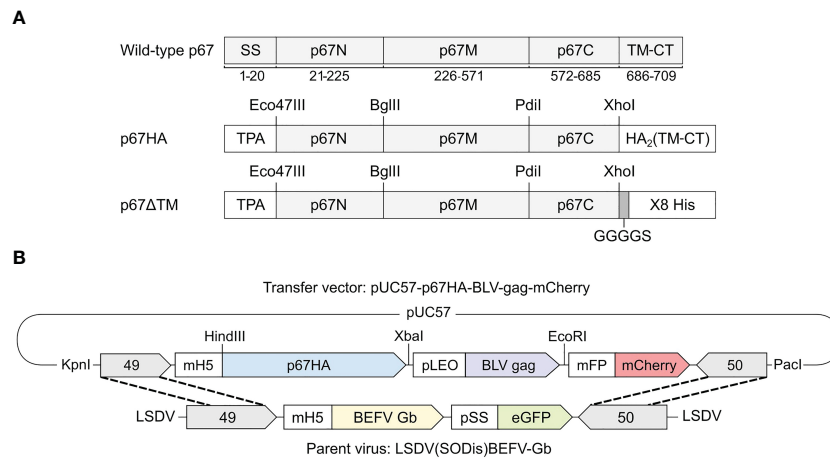 A
Wild-type p67 SS p67N p67M p67C TM-CT
1-20 21-225 226-571 572-685 686-709
Eco47III BglII PdiI XhoI
p67HA TPA p67N p67M p67C HA₂(TM-CT)
Eco47III BglII PdiI XhoI
p67ΔTM TPA p67N p67M p67C X8 His
GGGGS
B
Transfer vector: pUC57-p67HA-BLV-gag-mCherry
pUC57
HindIII XbaI EcoRI
KpnI 49 mH5 p67HA pLEO BLV gag mFP mCherry 50 PacI
LSDV 49 mH5 BEFV Gb pSS eGFP 50 LSDV
Parent virus: LSDV(SODis)BEFV-Gb